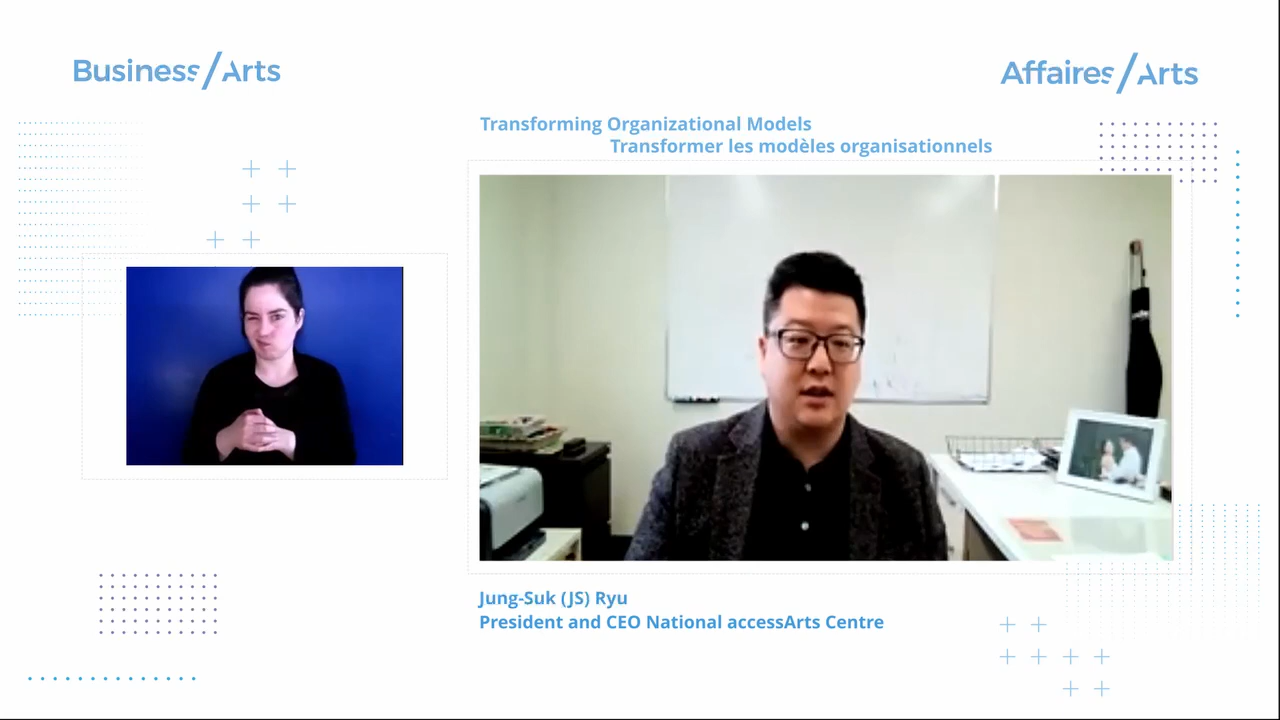 Business/Arts
Affaires/Arts
Transforming Organizational Models
Transformer les modèles organisationnels
Jung-Suk (JS) Ryu
President and CEO National accessArts Centre